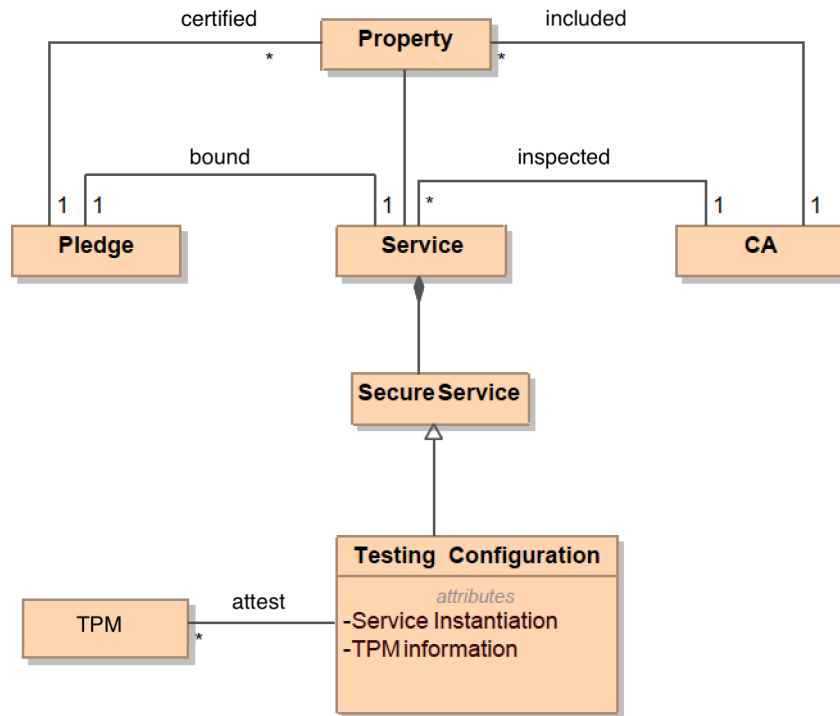 certified
Property
included
*
*
bound
inspected
1
1
1
*
1
1
Pledge
Service
CA
Secure Service
Testing Configuration
attributes
-Service Instantiation
-TPM information
TPM
attest
*